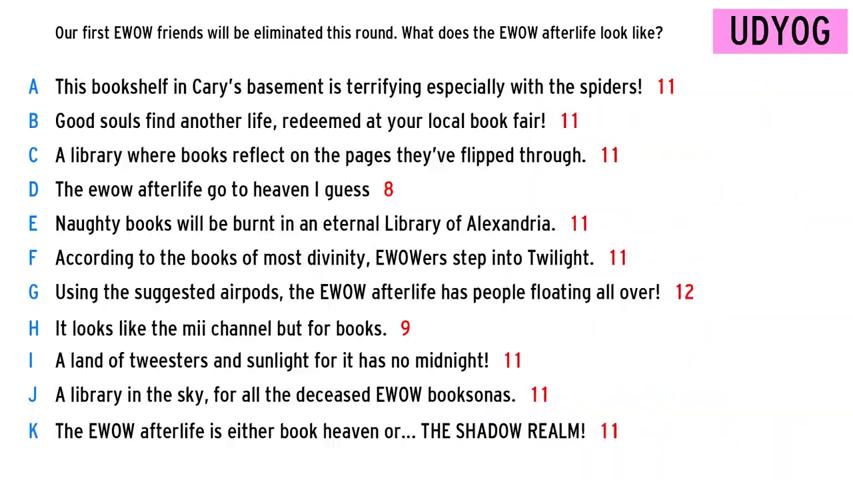 Our first EWOW friends will be eliminated this round. What does the EWOW afterlife look like?
UDYOG
A This bookshelf in Cary's basement is terrifying especially with the spiders! 11
B Good souls find another life, redeemed at your local book fair! 11
C A library where books reflect on the pages they've flipped through. 11
D The ewow afterlife go to heaven I guess 8
E Naughty books will be burnt in an eternal Library of Alexandria. 11
F According to the books of most divinity, EWOWers step into Twilight. 11
G Using the suggested airpods, the EWOW afterlife has people floating all over! 12
H It looks like the mii channel but for books. 9
I A land of tweesters and sunlight for it has no midnight! 11
J A library in the sky, for all the deceased EWOW booksonas. 11
K The EWOW afterlife is either book heaven or... THE SHADOW REALM! 11